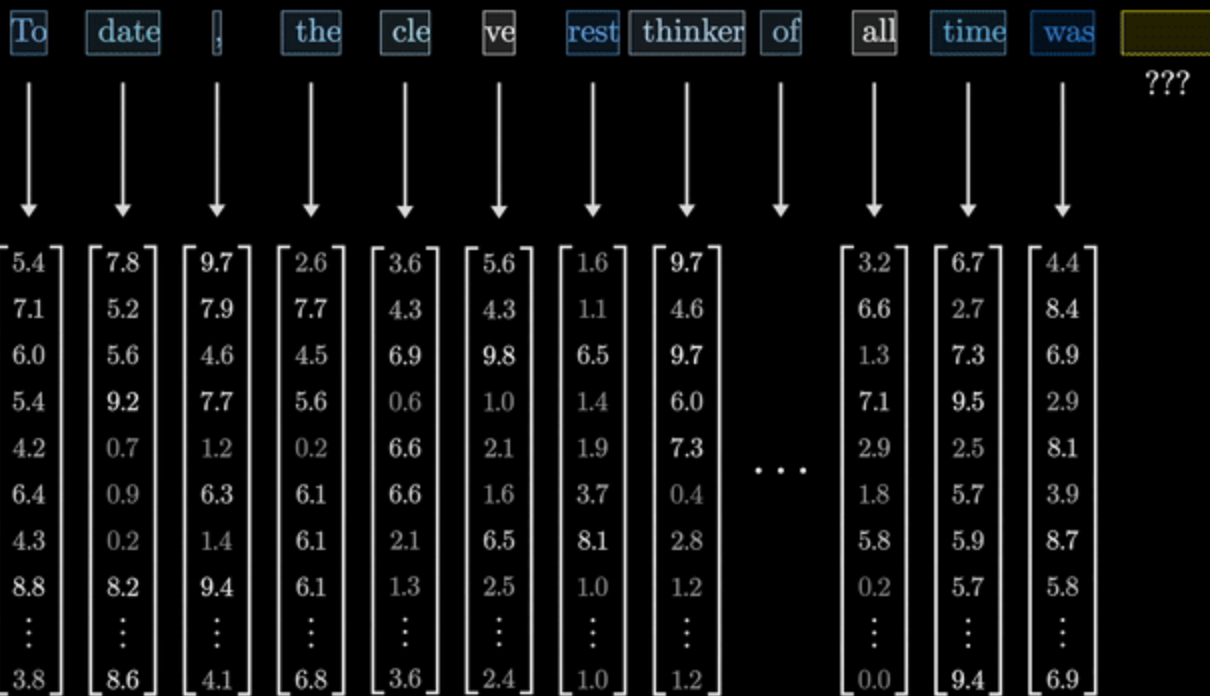 To date , the cle ve rest thinker of all time was
???
5.4 7.8 9.7 2.6 3.6 5.6 1.6 9.7 3.2 6.7 4.4
7.1 5.2 7.9 7.7 4.3 4.3 1.1 4.6 6.6 2.7 8.4
6.0 5.6 4.6 4.5 6.9 9.8 6.5 9.7 1.3 7.3 6.9
5.4 9.2 7.7 5.6 0.6 1.0 1.4 6.0 7.1 9.5 2.9
4.2 0.7 1.2 0.2 6.6 2.1 1.9 7.3 ... 2.9 2.5 8.1
6.4 0.9 6.3 6.1 6.6 1.6 3.7 0.4 1.8 5.7 3.9
4.3 0.2 1.4 6.1 2.1 6.5 8.1 2.8 5.8 5.9 8.7
8.8 8.2 9.4 6.1 1.3 2.5 1.0 1.2 0.2 5.7 5.8
⋮ ⋮ ⋮ ⋮ ⋮ ⋮ ⋮ ⋮ ⋮ ⋮ ⋮
3.8 8.6 4.1 6.8 3.6 2.4 1.0 1.2 0.0 9.4 6.9